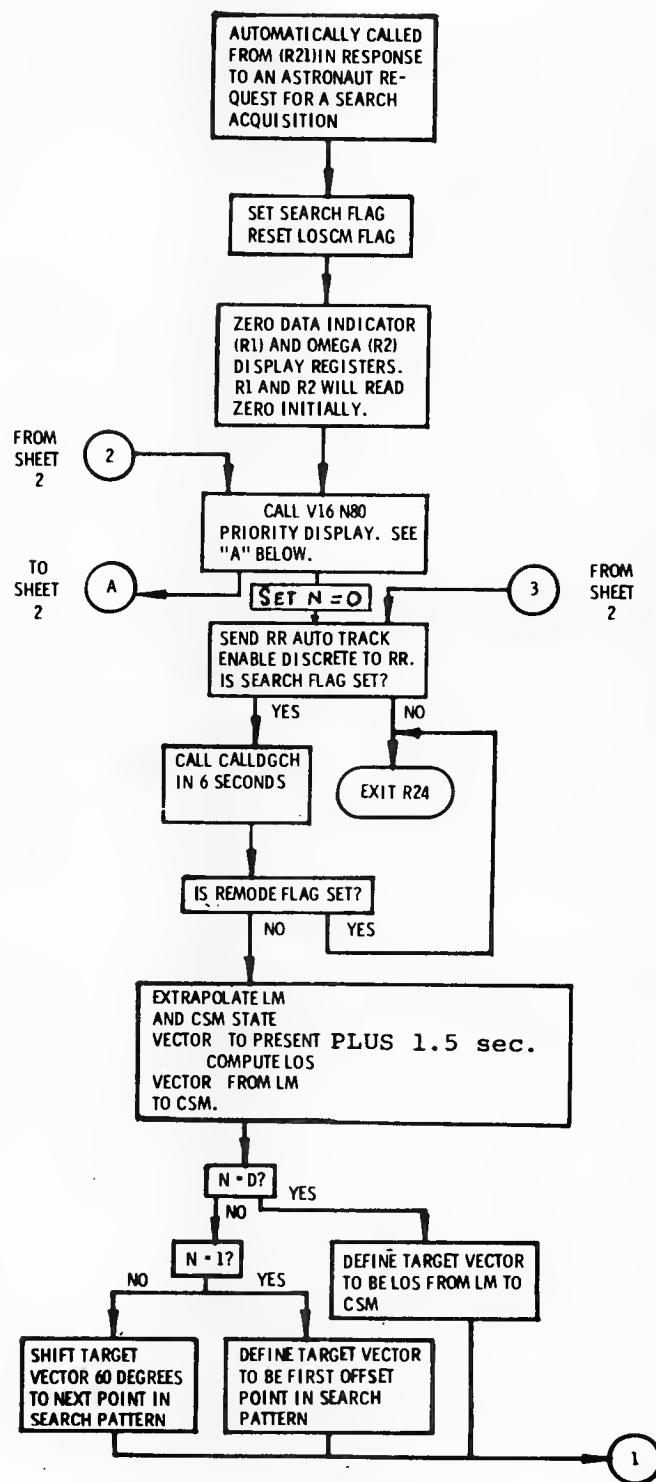 AUTOMATICALLY CALLED
FROM (R21) IN RESPONSE
TO AN ASTRONAUT RE-
QUEST FOR A SEARCH
ACQUISITION
SET SEARCH FLAG
RESET LOSCM FLAG
ZERO DATA INDICATOR
(R1) AND OMEGA (R2)
DISPLAY REGISTERS.
R1 AND R2 WILL READ
ZERO INITIALLY.
FROM
SHEET
2
2
CALL V16 N80
PRIORITY DISPLAY. SEE
"A" BELOW.
TO
SHEET
2
A
SET N = 0
3
FROM
SHEET
2
SEND RR AUTO TRACK
ENABLE DISCRETE TO RR.
IS SEARCH FLAG SET?
YES
NO
CALL CALLDGCH
IN 6 SECONDS
EXIT R24
IS REMODE FLAG SET?
NO
YES
EXTRAPOLATE LM
AND CSM STATE
VECTOR TO PRESENT PLUS 1.5 sec.
COMPUTE LOS
VECTOR FROM LM
TO CSM.
N = D?
YES
NO
N = 1?
NO
YES
DEFINE TARGET VECTOR
TO BE LOS FROM LM TO
CSM
SHIFT TARGET
VECTOR 60 DEGREES
TO NEXT POINT IN
SEARCH PATTERN
DEFINE TARGET VECTOR
TO BE FIRST OFFSET
POINT IN SEARCH
PATTERN
1